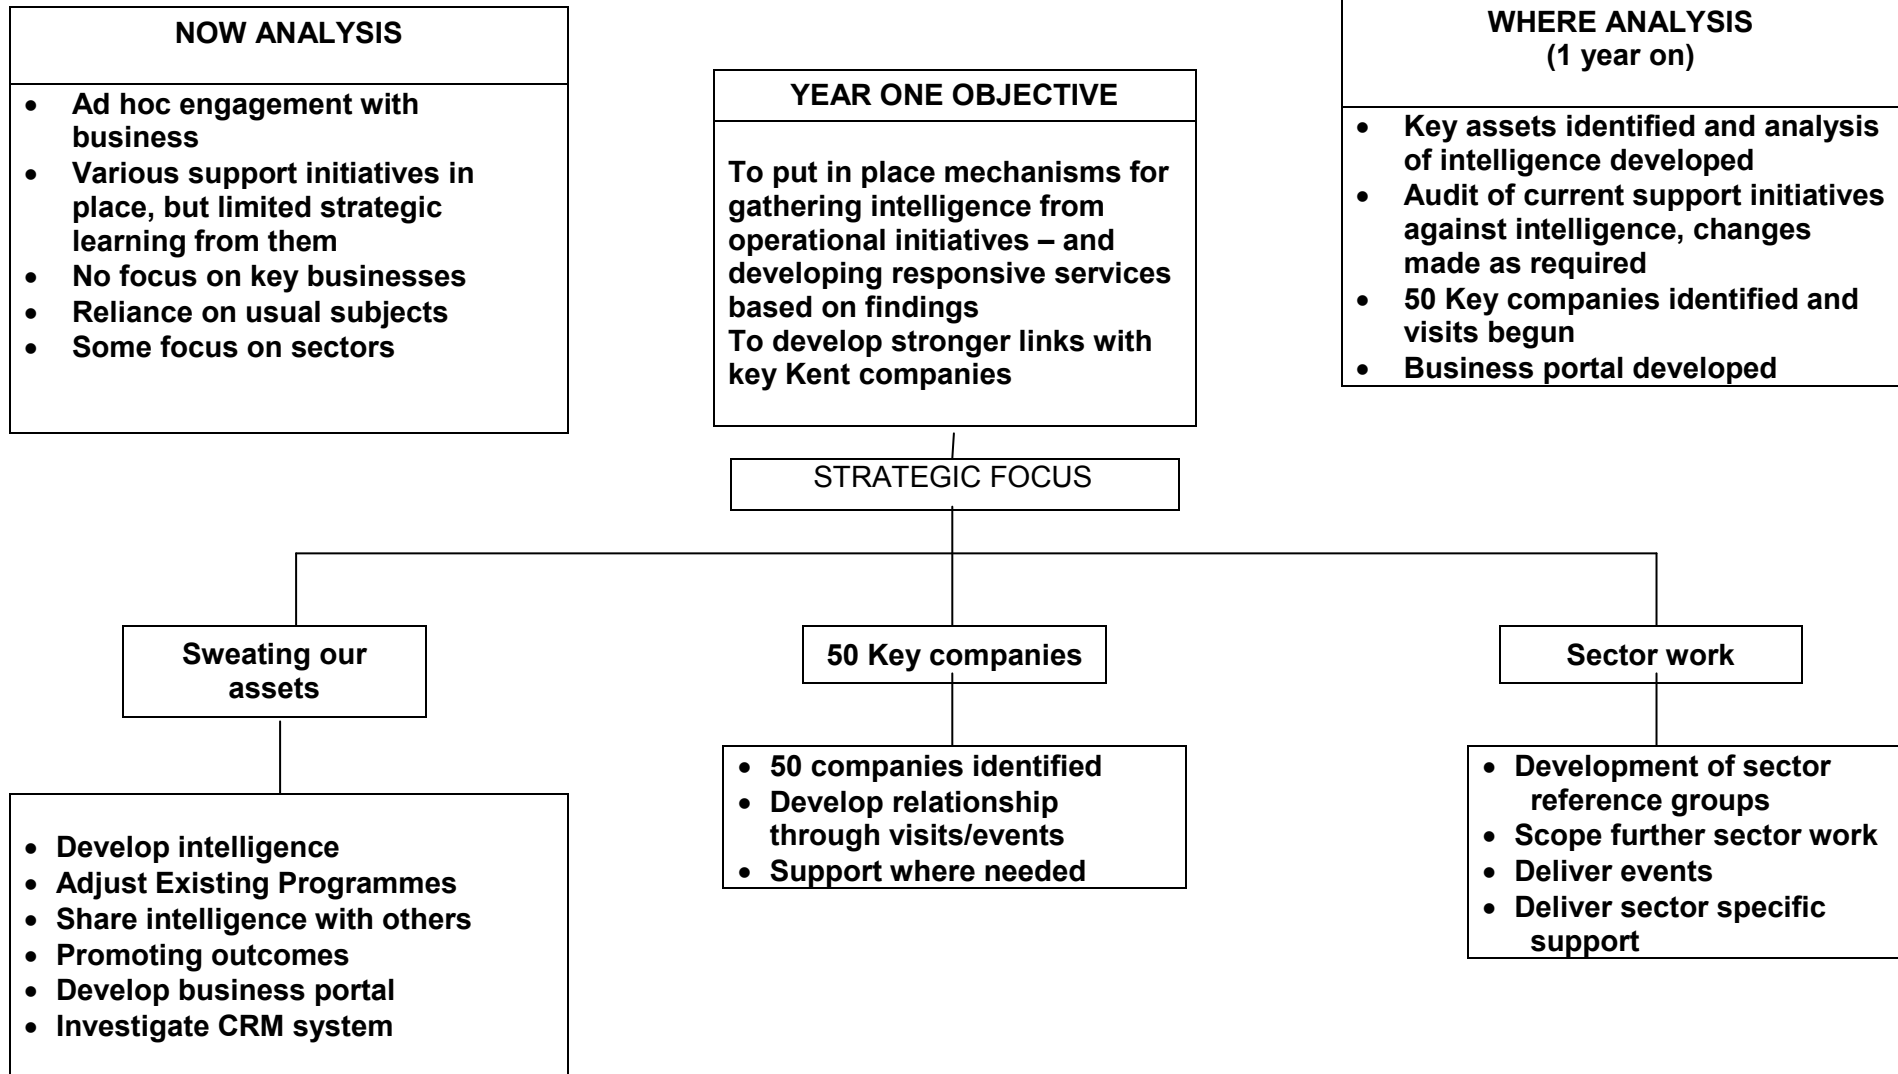 NOW ANALYSIS
• Ad hoc engagement with
business
• Various support initiatives in
place, but limited strategic
learning from them
• No focus on key businesses
• Reliance on usual subjects
• Some focus on sectors
YEAR ONE OBJECTIVE
To put in place mechanisms for
gathering intelligence from
operational initiatives – and
developing responsive services
based on findings
To develop stronger links with
key Kent companies
WHERE ANALYSIS
(1 year on)
• Key assets identified and analysis
of intelligence developed
• Audit of current support initiatives
against intelligence, changes
made as required
• 50 Key companies identified and
visits begun
• Business portal developed
STRATEGIC FOCUS
Sweating our
assets
• Develop intelligence
• Adjust Existing Programmes
• Share intelligence with others
• Promoting outcomes
• Develop business portal
• Investigate CRM system
50 Key companies
• 50 companies identified
• Develop relationship
through visits/events
• Support where needed
Sector work
• Development of sector
reference groups
• Scope further sector work
• Deliver events
• Deliver sector specific
support